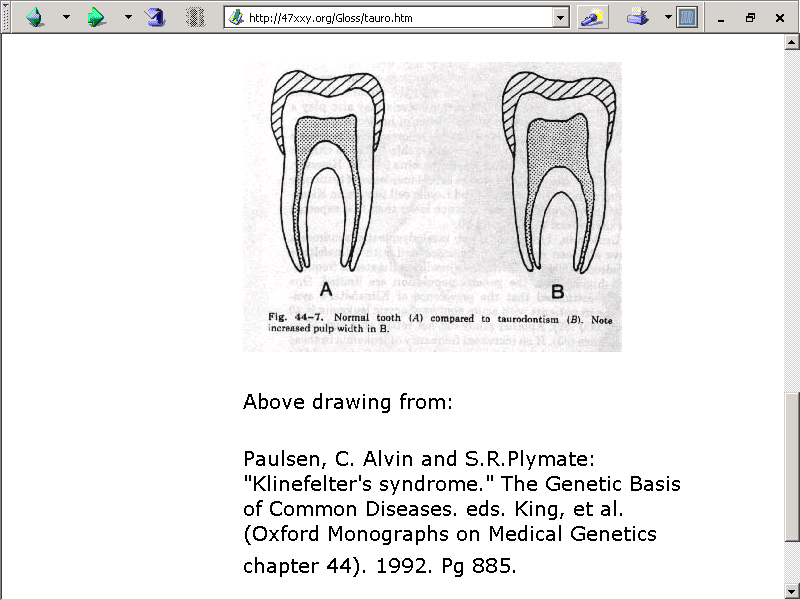 http://47xxy.org/Gloss/tauro.htm
A
B
Fig. 44-7. Normal tooth (A) compared to taurodontism (B). Note
increased pulp width in B.
Above drawing from:
Paulsen, C. Alvin and S.R.Plymate:
"Klinefelter's syndrome." The Genetic Basis
of Common Diseases. eds. King, et al.
(Oxford Monographs on Medical Genetics
chapter 44). 1992. Pg 885.